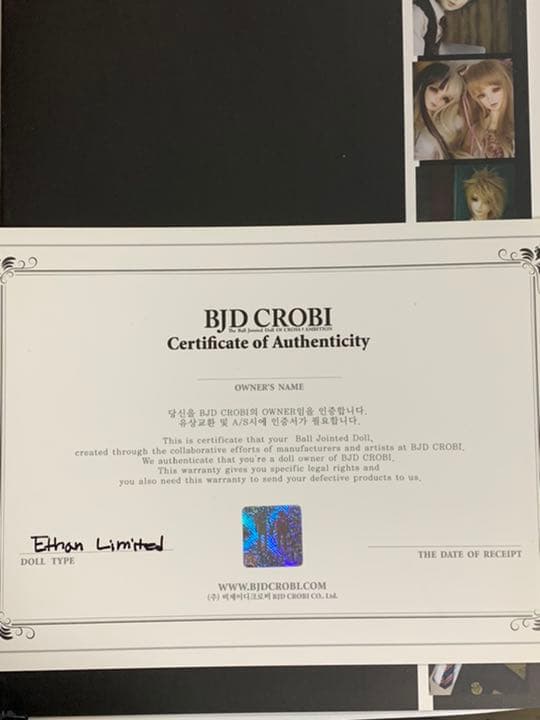 BJD CROBI
The Ball Jointed Doll OF CROBI'S AMBITION
Certificate of Authenticity
OWNER'S NAME
당신을 BJD CROBI의 OWNER임을 인증합니다.
유상교환 및 A/S시에 인증서가 필요합니다.
This is certificate that your Ball Jointed Doll,
created through the collaborative efforts of manufacturers and artists at BJD CROBI.
We authenticate that you're a doll owner of BJD CROBI.
This warranty gives you specific legal rights and
you also need this warranty to send your defective products to us.
Ethan Limited
DOLL TYPE
THE DATE OF RECEIPT
WWW.BJDCROBI.COM
(주) 비제이디크로비 BJD CROBI CO., Ltd.